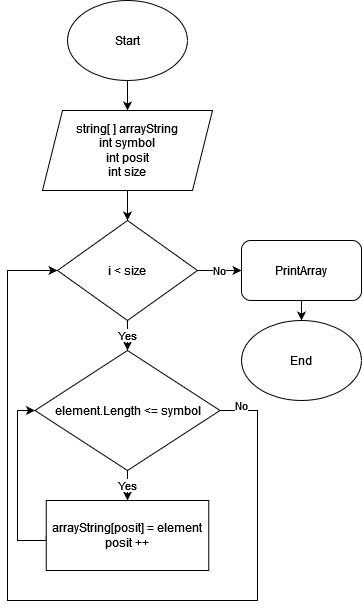 Start
string[ ] arrayString
int symbol
int posit
int size
i < size
No
PrintArray
Yes
End
element.Length <= symbol
No
Yes
arrayString[posit] = element
posit ++